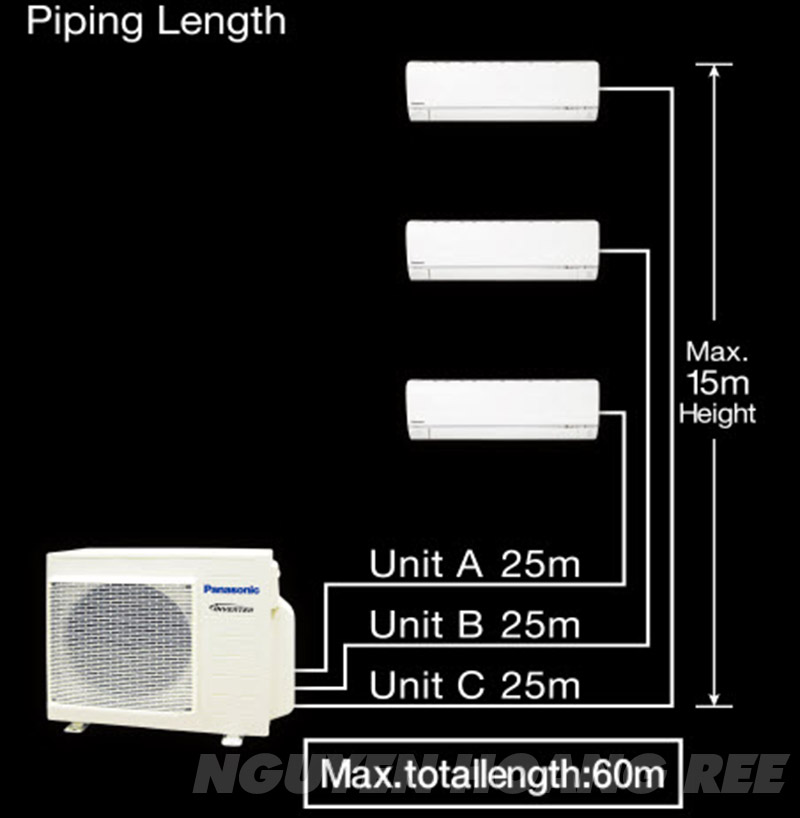 Piping Length
Max.
15m
Height
Unit A 25m
Panasonic
INVERTER
Unit B 25m
Unit C 25m
NGUYEN HOANG REE
Max.totallength:60m